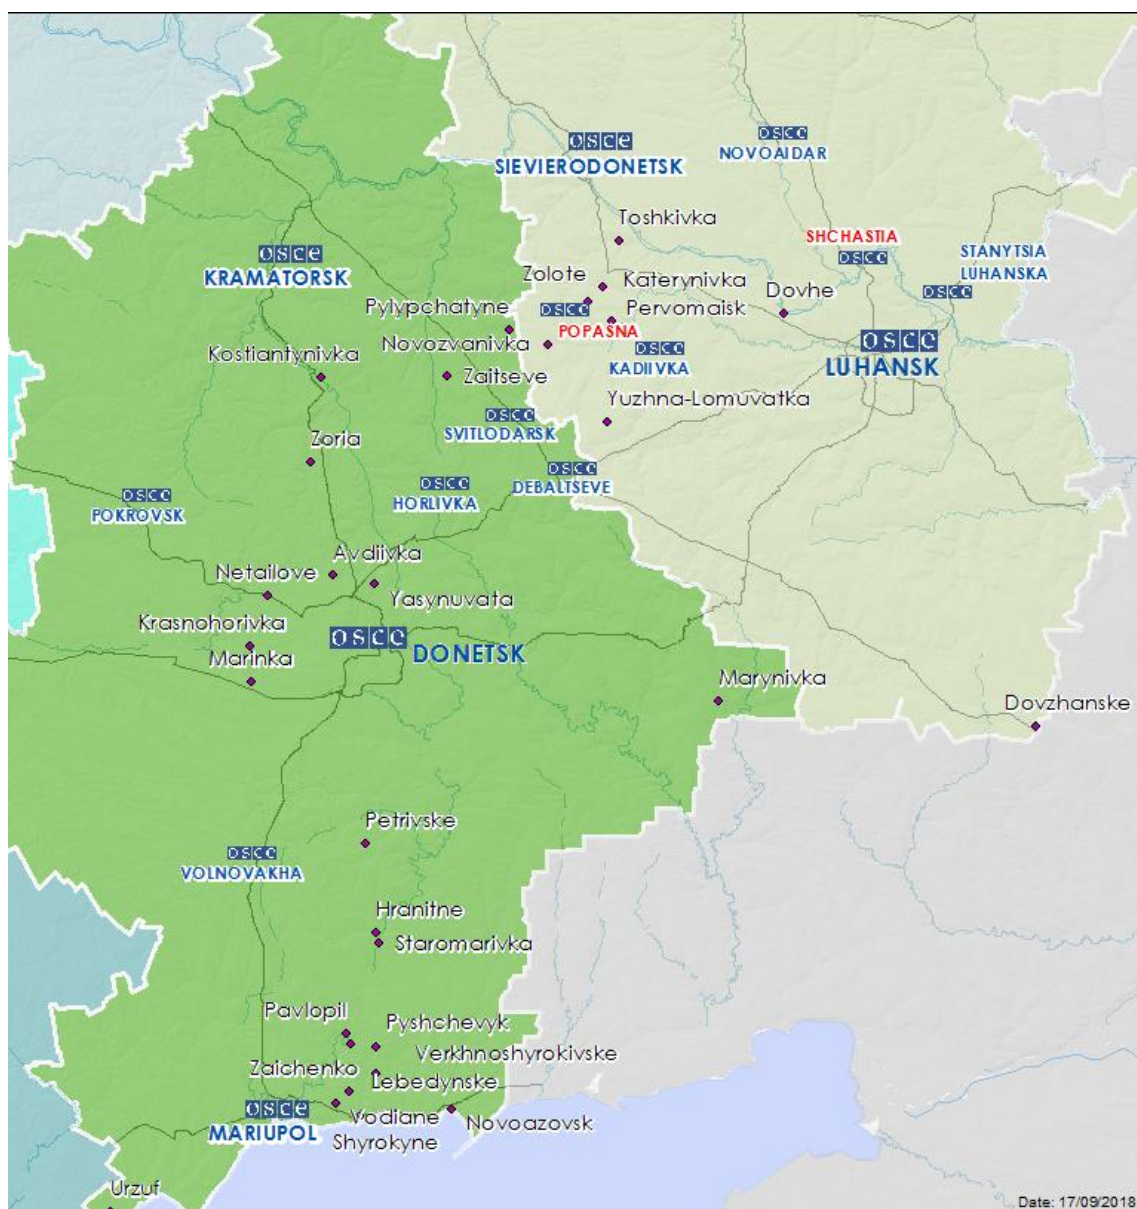 OSCE
SIEVIERODONETSK
OSCE
NOVOAIDAR
Toshkivka
SHCHASTIA
OSCE
STANYTSIA
LUHANSKA
OSCE
OSCE
KRAMATORSK
Zolote
Katerynivka
Dovhe
Pylypchatyne
OSCE
Pervomaisk
POPASNA
Novozvanivka
OSCE
KADIIVKA
OSCE
LUHANSK
Kostiantynivka
Zaitseve
Yuzhna-Lomuvatka
OSCE
SVITLODARSK
Zoria
OSCE
DEBALTSEVE
OSCE
HORLIVKA
OSCE
POKROVSK
Avdiivka
Netailove
Yasynuvata
Krasnohorivka
OSCE
DONETSK
Marinka
Marynivka
Dovzhanske
Petrivske
OSCE
VOLNOVAKHA
Hranitne
Staromarivka
Pavlopil
Pyshchevyk
Verkhnoshyrokivske
Zaichenko
Lebedynske
OSCE
MARIUPOL
Vodiane
Novoazovsk
Shyrokyne
Urzuf
Date: 17/09/2018